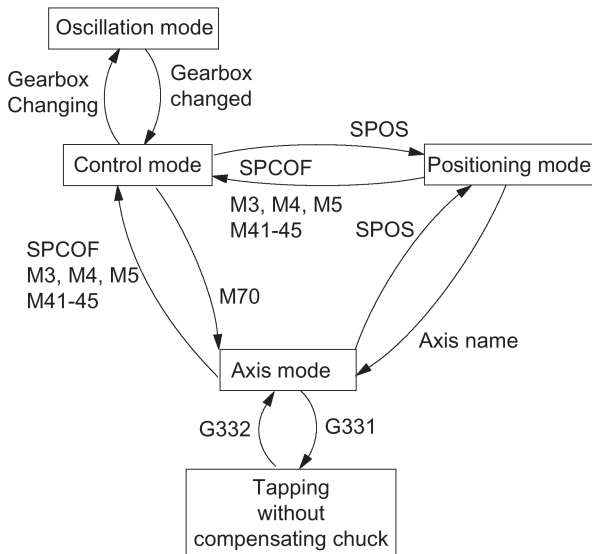 Oscillation mode
Gearbox
Changing
Gearbox
changed
SPOS
Control mode
SPCOF
Positioning mode
M3, M4, M5
M41-45
SPOS
SPCOF
M3, M4, M5
M41-45
M70
Axis name
Axis mode
G332
G331
Tapping
without
compensating chuck